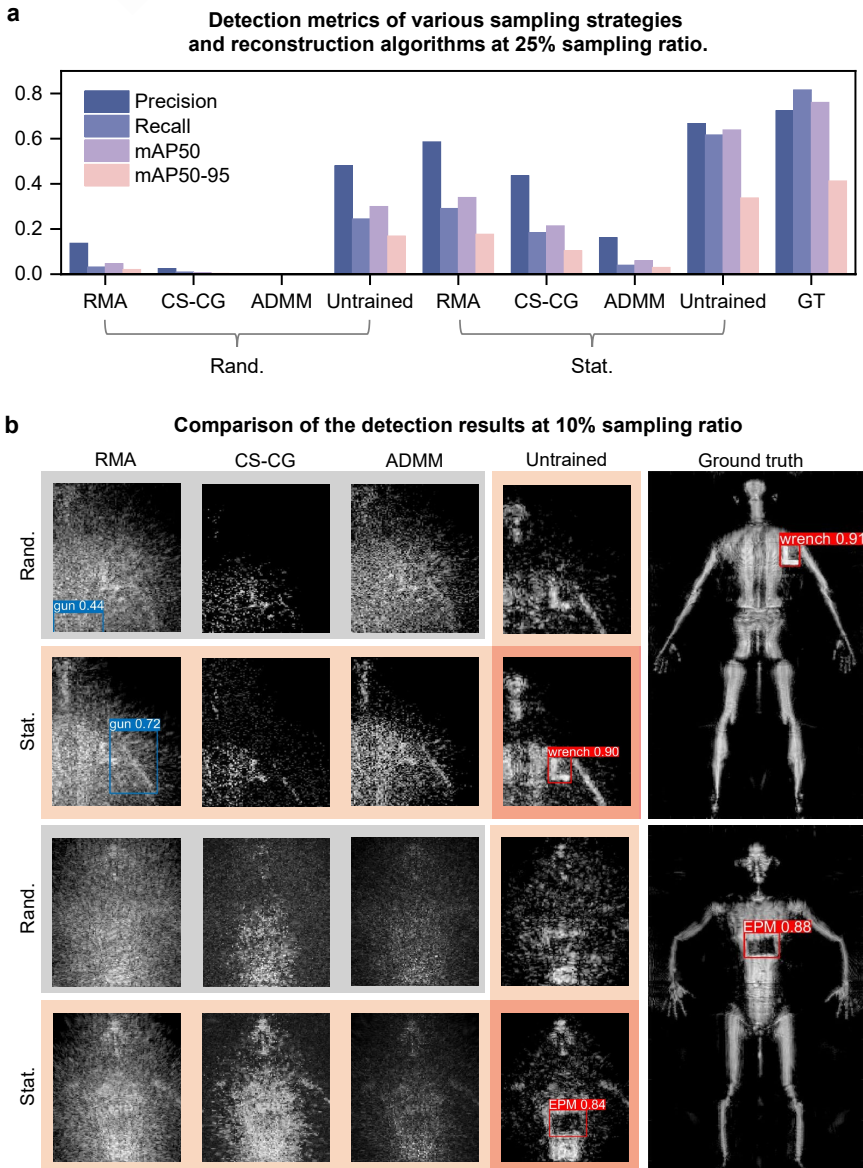 a
Detection metrics of various sampling strategies
and reconstruction algorithms at 25% sampling ratio.
0.8
0.6
0.4
0.2
0.0
Precision
Recall
mAP50
mAP50-95
RMA CS-CG ADMM Untrained RMA CS-CG ADMM Untrained GT
Rand. Stat.
b
Comparison of the detection results at 10% sampling ratio
RMA CS-CG ADMM Untrained Ground truth
Rand.
gun 0.44
wrench 0.91
Stat.
gun 0.72
wrench 0.90
Rand.
EPM 0.88
Stat.
EPM 0.84